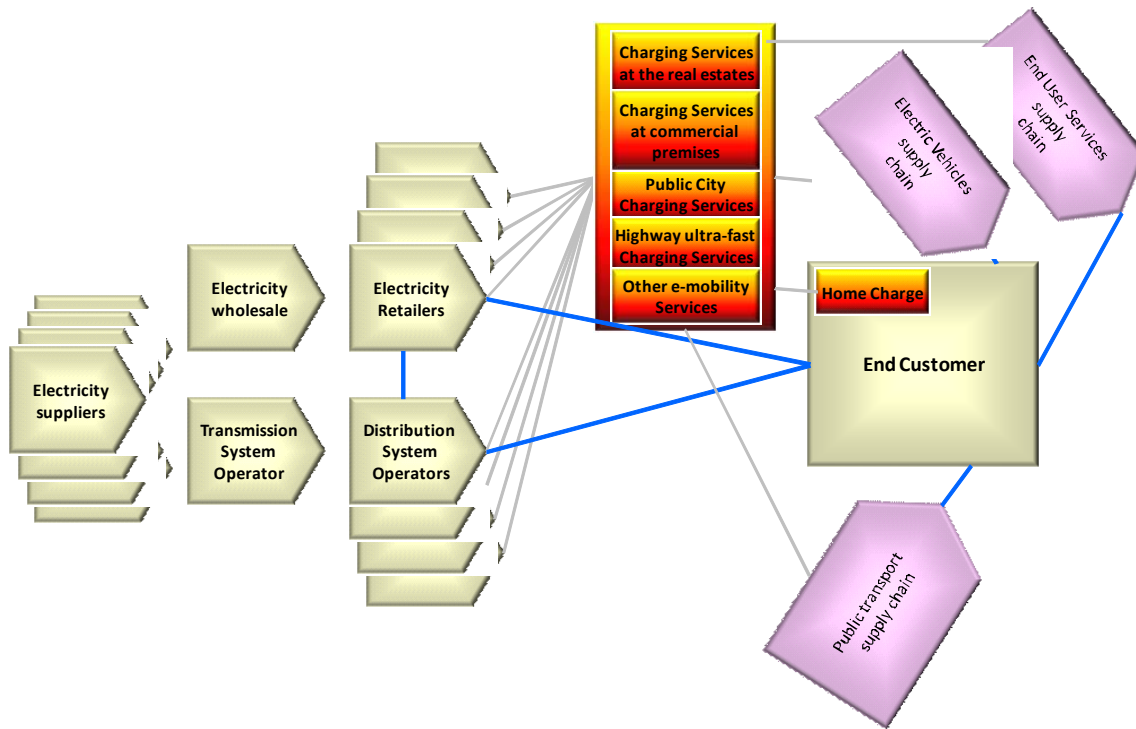 Charging Services
at the real estates
Charging Services
at commercial
premises
Public City
Charging Services
Highway ultra-fast
Charging Services
Other e-mobility
Services
Electric Vehicles
supply
chain
End User Services
supply
chain
Home Charge
End Customer
Electricity
wholesale
Electricity
Retailers
Electricity
suppliers
Transmission
System
Operator
Distribution
System
Operators
Public transport
supply chain